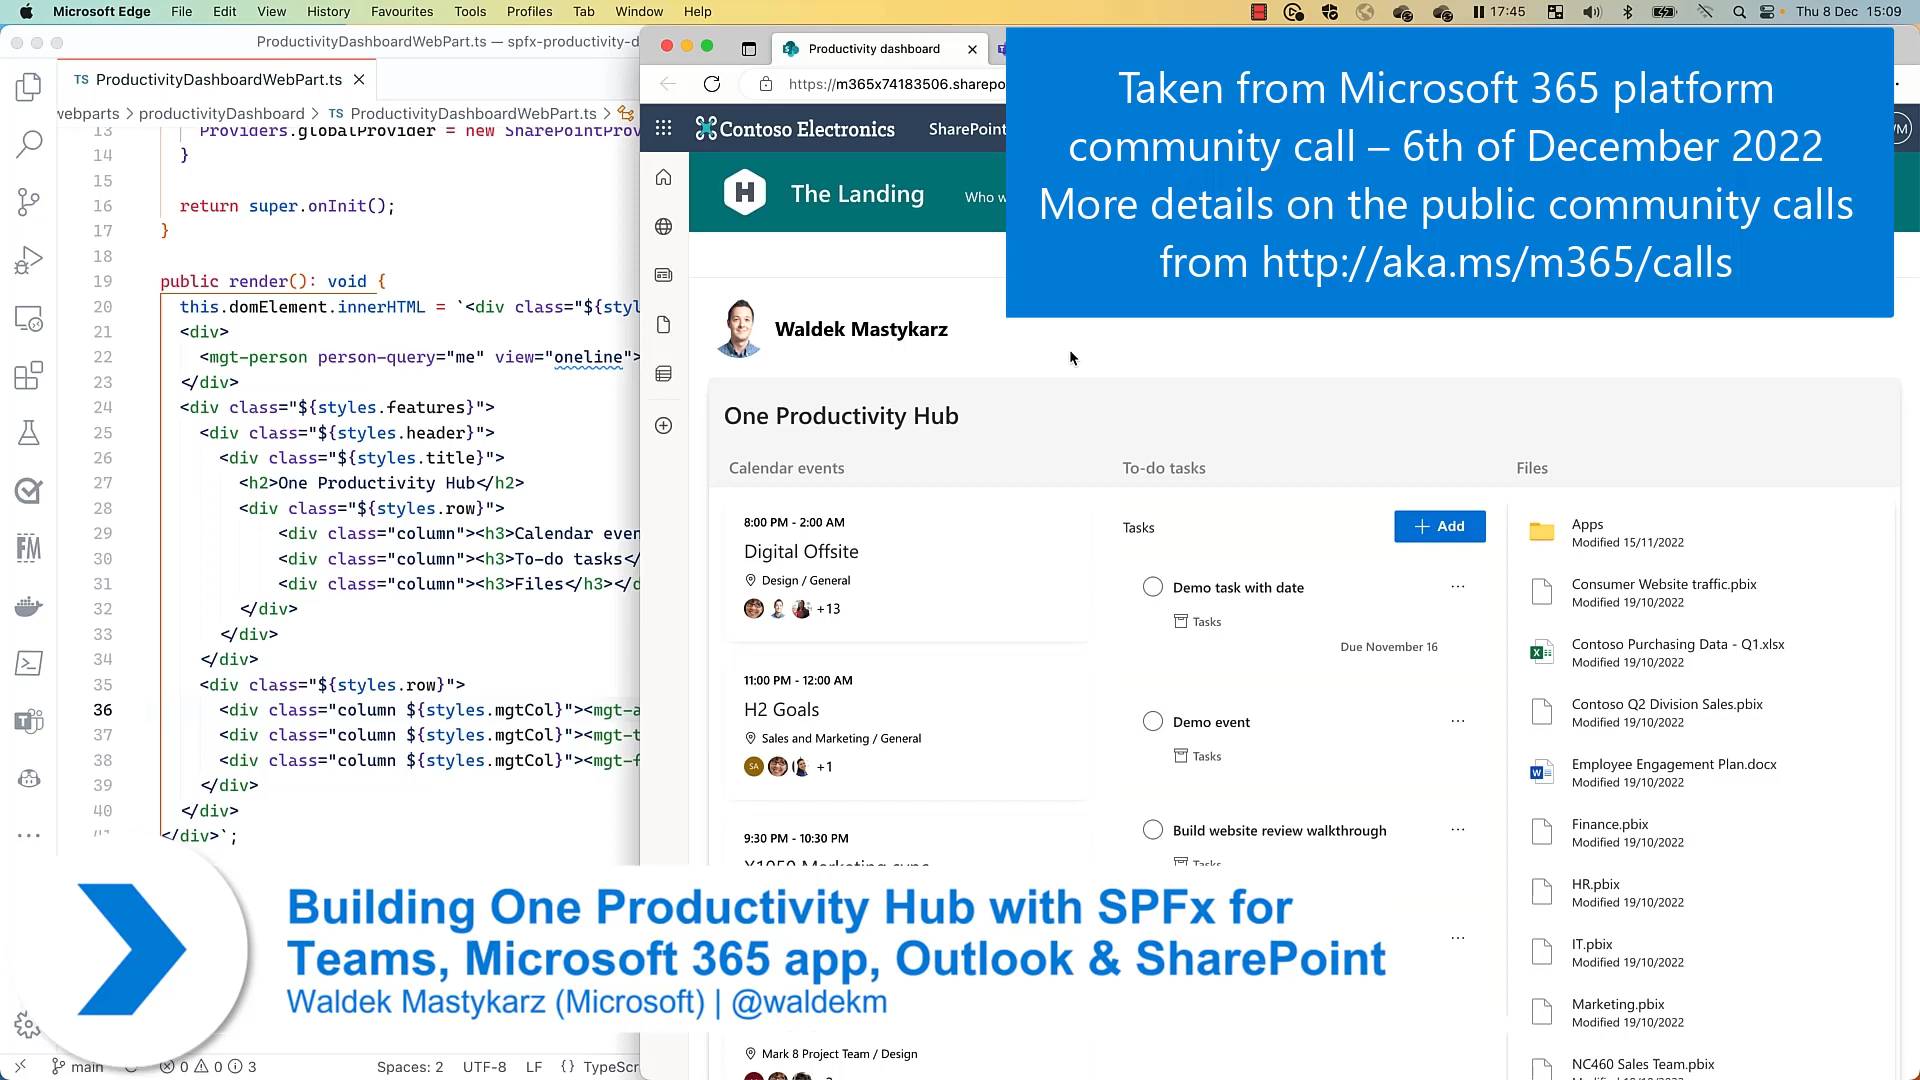 Microsoft Edge File Edit View History Favourites Tools Profiles Tab Window Help
17:45 Thu 8 Dec 15:09
ProductivityDashboardWebPart.ts — spfx-productivity-d
TS ProductivityDashboardWebPart.ts
webparts > productivityDashboard > TS ProductivityDashboardWebPart.ts >
13 Providers.globalProvider = new SharePointProv
14 }
15
16 return super.onInit();
17 }
18
19 public render(): void {
20 this.domElement.innerHTML = `<div class="${styl
21 <div>
22 <mgt-person person-query="me" view="oneline">
23 </div>
24 <div class="${styles.features}">
25 <div class="${styles.header}">
26 <div class="${styles.title}">
27 <h2>One Productivity Hub</h2>
28 <div class="${styles.row}">
29 <div class="column"><h3>Calendar even
30 <div class="column"><h3>To-do tasks</
31 <div class="column"><h3>Files</h3></d
32 </div>
33 </div>
34 </div>
35 <div class="${styles.row}">
36 <div class="column ${styles.mgtCol}"><mgt-a
37 <div class="column ${styles.mgtCol}"><mgt-t
38 <div class="column ${styles.mgtCol}"><mgt-f
39 </div>
40 </div>
41 </div>`;
main 0 0 3 Spaces: 2 UTF-8 LF {} TypeScr
Productivity dashboard
https://m365x74183506.sharepo
Contoso Electronics SharePoint
H The Landing Who w
Taken from Microsoft 365 platform
community call – 6th of December 2022
More details on the public community calls
from http://aka.ms/m365/calls
Waldek Mastykarz
One Productivity Hub
Calendar events
8:00 PM - 2:00 AM
Digital Offsite
Design / General
+13
11:00 PM - 12:00 AM
H2 Goals
Sales and Marketing / General
SA +1
9:30 PM - 10:30 PM
X1050 Marketing sync
Mark 8 Project Team / Design
To-do tasks
Tasks + Add
Demo task with date
Tasks
Due November 16
Demo event
Tasks
Build website review walkthrough
Tasks
Files
Apps
Modified 15/11/2022
Consumer Website traffic.pbix
Modified 19/10/2022
Contoso Purchasing Data - Q1.xlsx
Modified 19/10/2022
Contoso Q2 Division Sales.pbix
Modified 19/10/2022
Employee Engagement Plan.docx
Modified 19/10/2022
Finance.pbix
Modified 19/10/2022
HR.pbix
Modified 19/10/2022
IT.pbix
Modified 19/10/2022
Marketing.pbix
Modified 19/10/2022
NC460 Sales Team.pbix
Building One Productivity Hub with SPFx for
Teams, Microsoft 365 app, Outlook & SharePoint
Waldek Mastykarz (Microsoft) | @waldekm